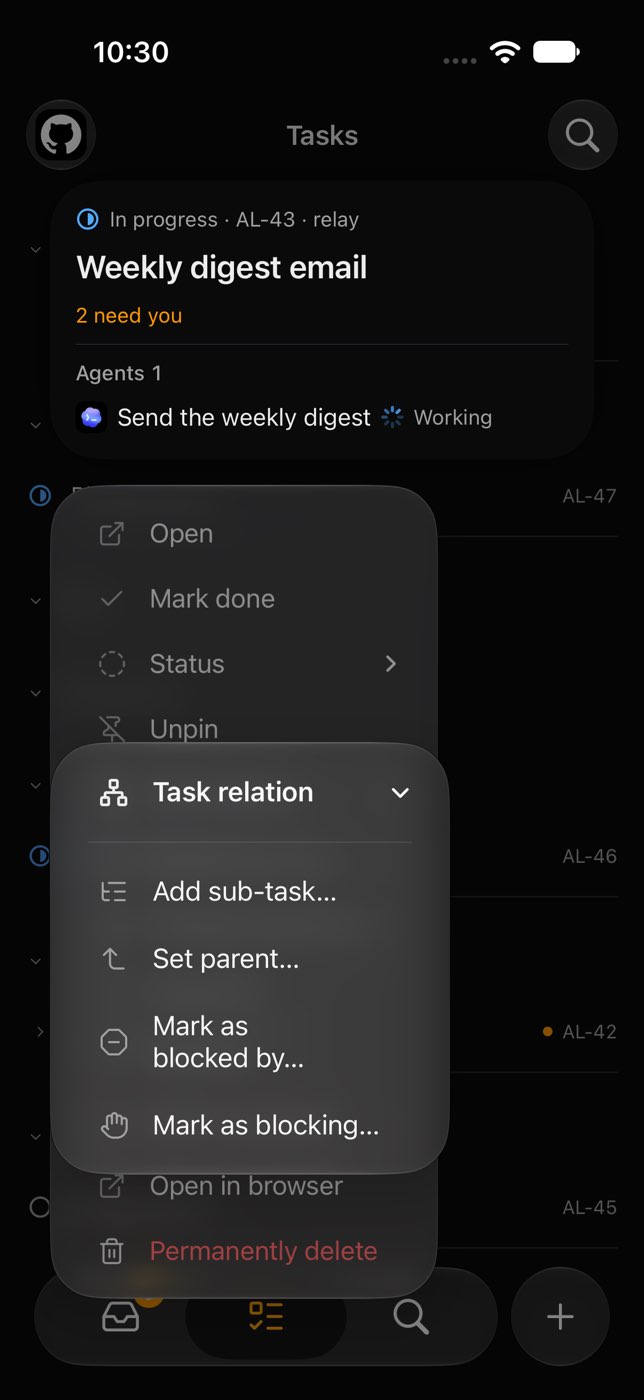 10:30
Tasks
In progress · AL-43 · relay
Weekly digest email
2 need you
Agents 1
Send the weekly digest Working
AL-47
Open
Mark done
Status
Unpin
Task relation
Add sub-task...
AL-46
Set parent...
Mark as
blocked by...
AL-42
Mark as blocking...
Open in browser
AL-45
Permanently delete